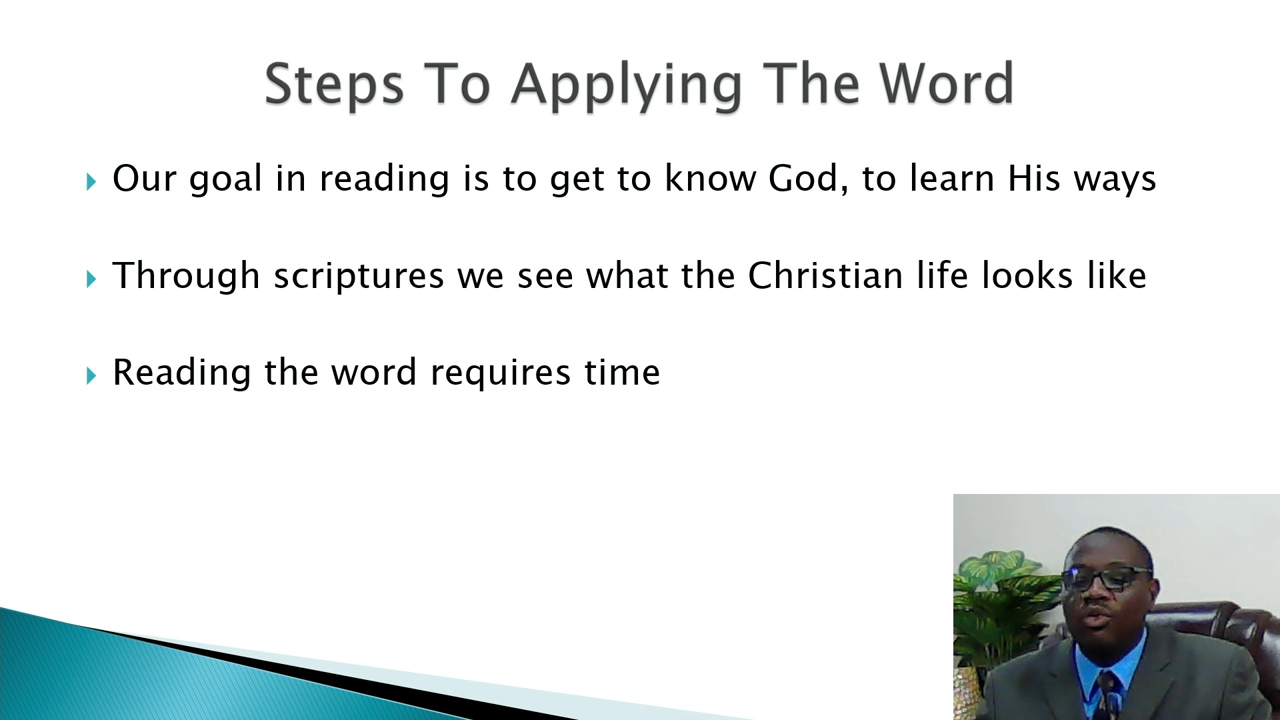 Steps To Applying The Word
Our goal in reading is to get to know God, to learn His ways
Through scriptures we see what the Christian life looks like
Reading the word requires time